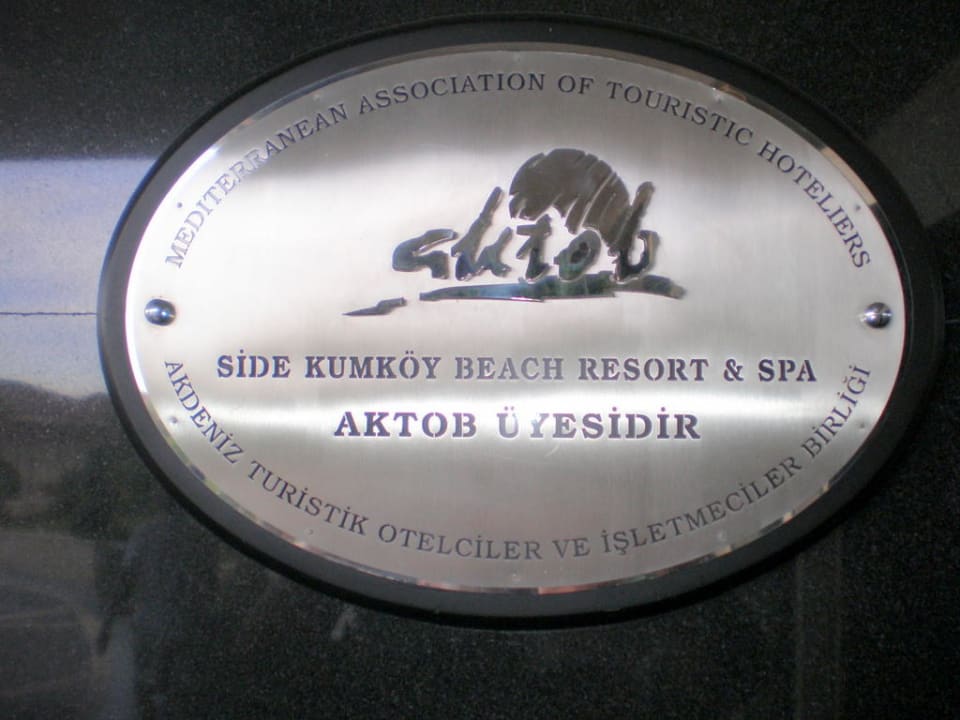 MEDITERRANEAN ASSOCIATION OF TOURISTIC HOTELIERS
aktob
SİDE KUMKÖY BEACH RESORT & SPA
AKTOB ÜYESİDİR
AKDENİZ TURİSTİK OTELCİLER VE İŞLETMECİLER BİRLİĞİ